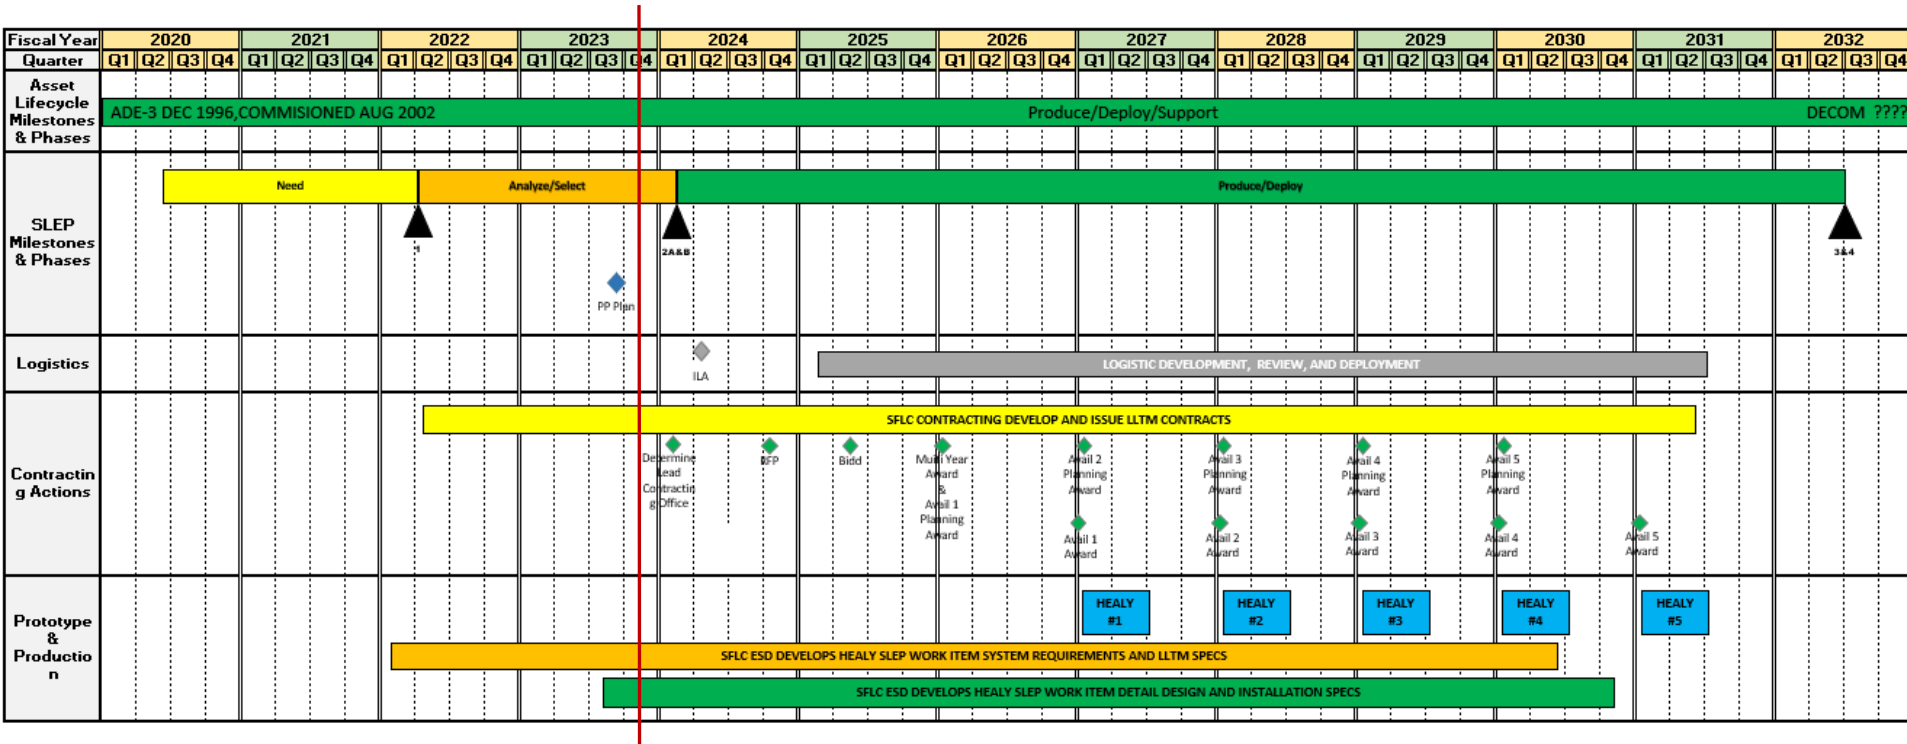 Fiscal Year 2020 2021 2022 2023 2024 2025 2026 2027 2028 2029 2030 2031 2032
Quarter Q1 Q2 Q3 Q4 Q1 Q2 Q3 Q4 Q1 Q2 Q3 Q4 Q1 Q2 Q3 Q4 Q1 Q2 Q3 Q4 Q1 Q2 Q3 Q4 Q1 Q2 Q3 Q4 Q1 Q2 Q3 Q4 Q1 Q2 Q3 Q4 Q1 Q2 Q3 Q4 Q1 Q2 Q3 Q4 Q1 Q2 Q3 Q4 Q1 Q2 Q3 Q4
Asset
Lifecycle
Milestones
& Phases
ADE-3 DEC 1996,COMMISIONED AUG 2002 Produce/Deploy/Support DECOM ????
SLEP
Milestones
& Phases
Need Analyze/Select Produce/Deploy
1 2A&B 3&4
PP Plan
Logistics
ILA
LOGISTIC DEVELOPMENT, REVIEW, AND DEPLOYMENT
Contractin
g Actions
SFLC CONTRACTING DEVELOP AND ISSUE LLTM CONTRACTS
Determine
Lead
Contractin
g Office
RFP
Bidd
Multi Year
Award
&
Avail 1
Planning
Award
Avail 2
Planning
Award
Avail 3
Planning
Award
Avail 4
Planning
Award
Avail 5
Planning
Award
Avail 1
Award
Avail 2
Award
Avail 3
Award
Avail 4
Award
Avail 5
Award
Prototype
&
Productio
n
HEALY
#1
HEALY
#2
HEALY
#3
HEALY
#4
HEALY
#5
SFLC ESD DEVELOPS HEALY SLEP WORK ITEM SYSTEM REQUIREMENTS AND LLTM SPECS
SFLC ESD DEVELOPS HEALY SLEP WORK ITEM DETAIL DESIGN AND INSTALLATION SPECS